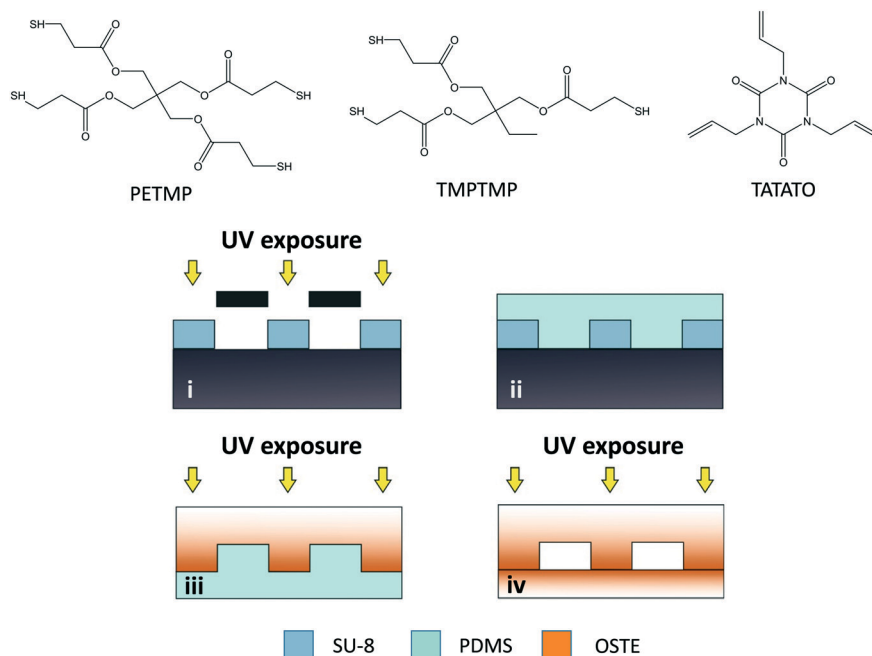 SH
O
O
O
SH
O
O
O
SH
O
O
SH
PETMP
SH
O
O
SH
O
O
O
SH
O
TMPTMP
O
N
O
N
N
O
TATATO
UV exposure
i
ii
UV exposure
UV exposure
iii
iv
SU-8
PDMS
OSTE